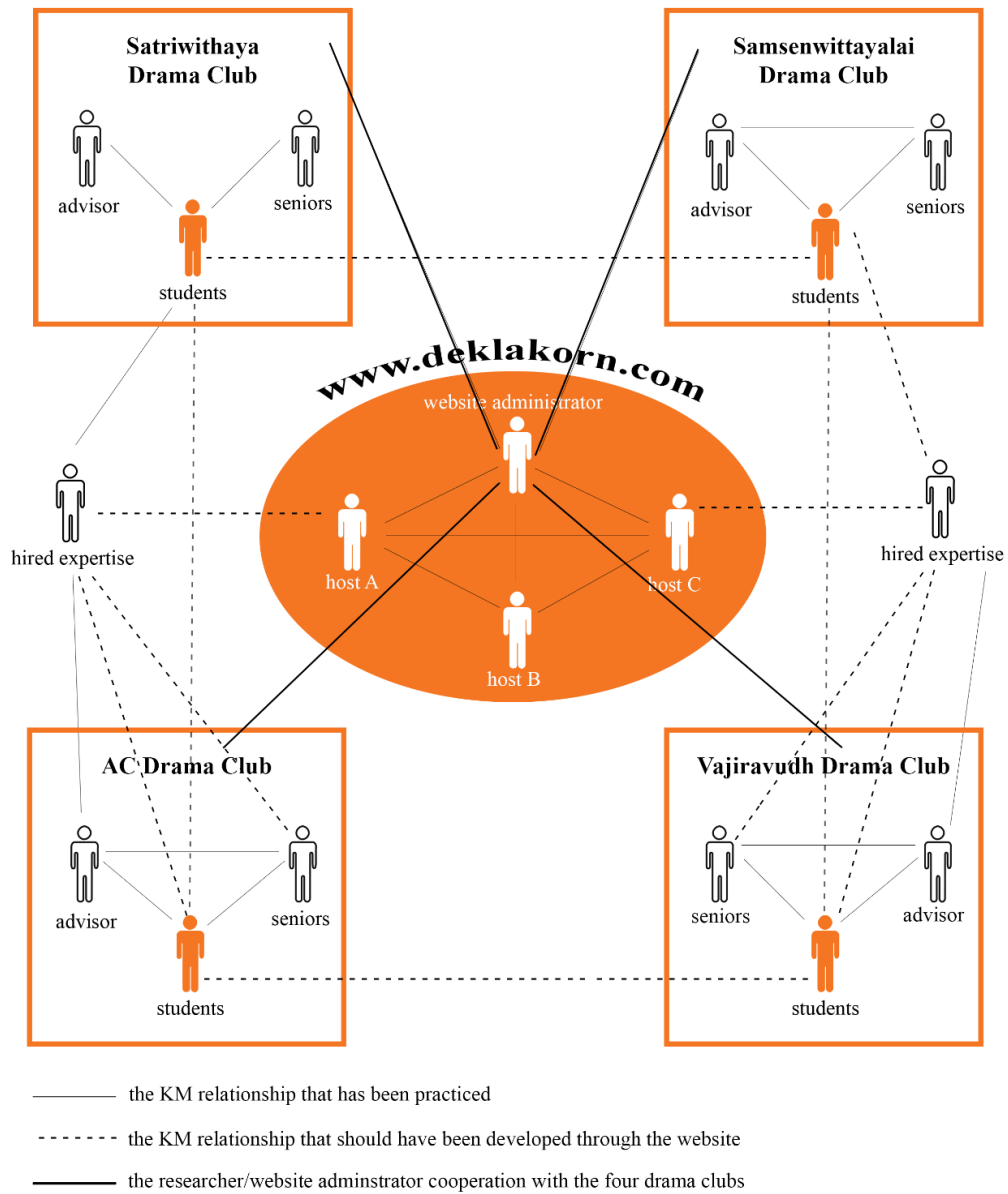 Satriwithaya
Drama Club
advisor
seniors
students
Samsenwittayalai
Drama Club
advisor
seniors
students
www.deklakorn.com
website administrator
host A
host C
host B
hired expertise
hired expertise
AC Drama Club
advisor
seniors
students
Vajiravudh Drama Club
seniors
advisor
students
the KM relationship that has been practiced
the KM relationship that should have been developed through the website
the researcher/website adminstrator cooperation with the four drama clubs